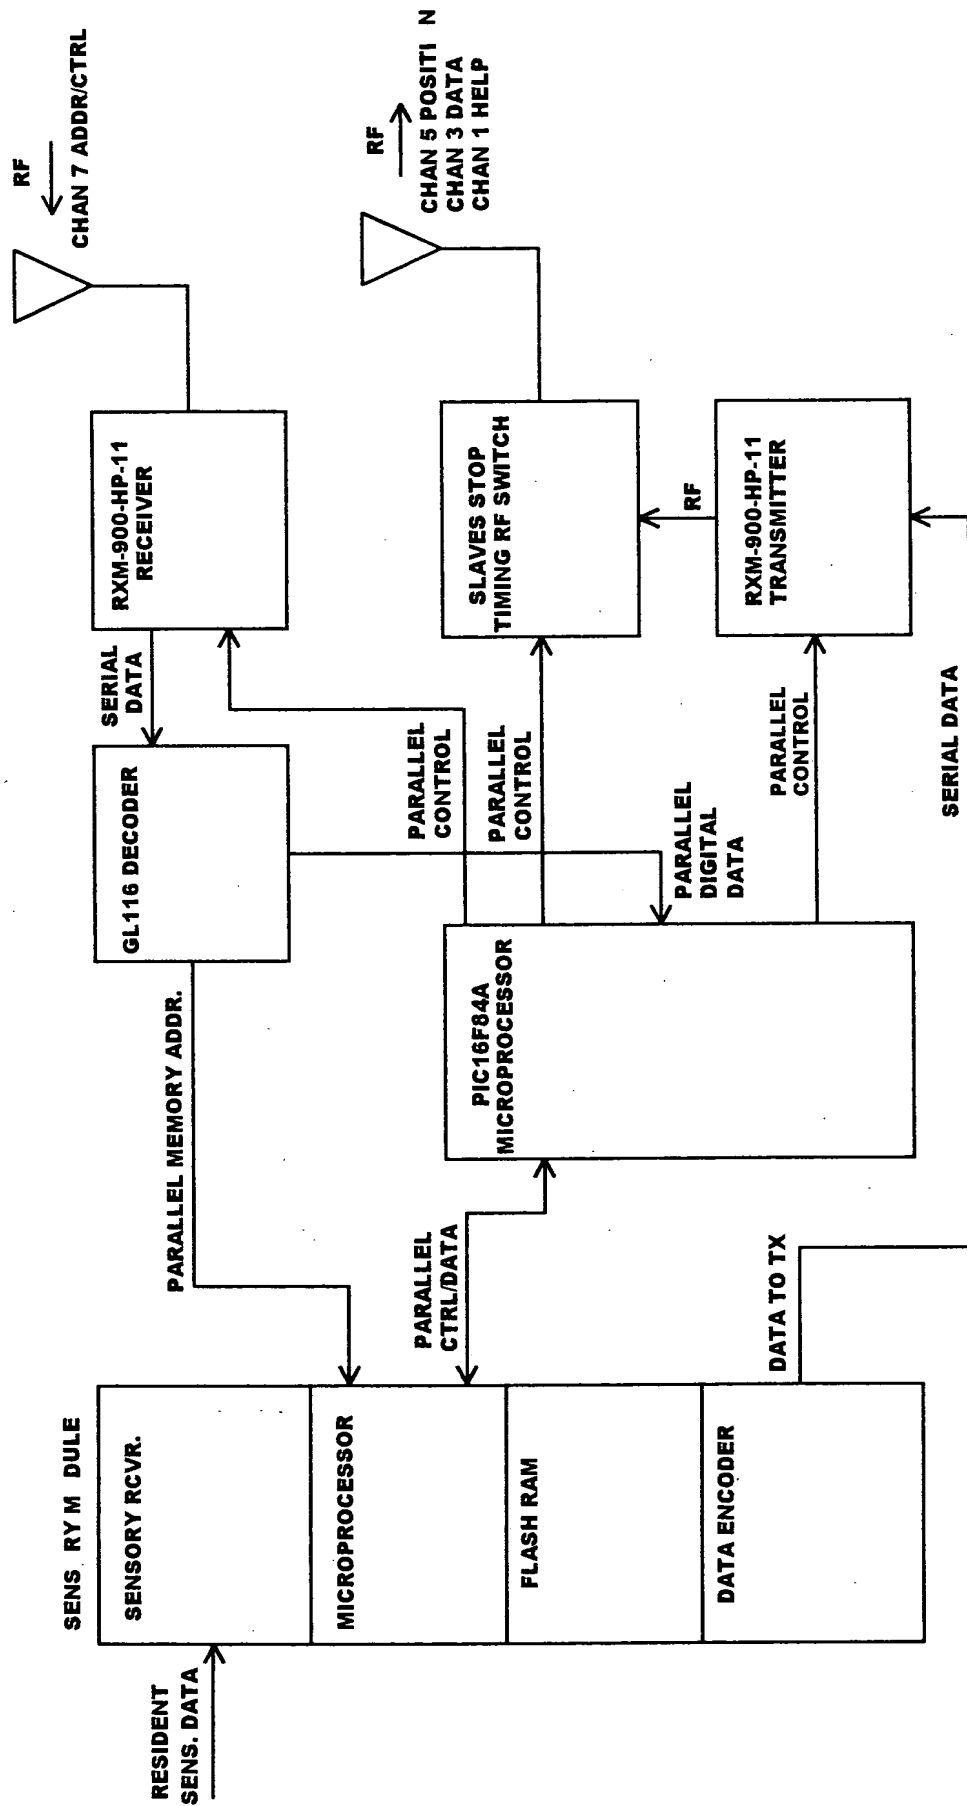 SENS RY M DULE
RESIDENT
SENS. DATA
SENSORY RCVR.
MICROPROCESSOR
FLASH RAM
DATA ENCODER
PARALLEL MEMORY ADDR.
PARALLEL
CTRL/DATA
DATA TO TX
GL116 DECODER
PIC16F84A
MICROPROCESSOR
SERIAL
DATA
PARALLEL
CONTROL
PARALLEL
CONTROL
PARALLEL
DIGITAL
DATA
PARALLEL
CONTROL
SERIAL DATA
RXM-900-HP-11
RECEIVER
SLAVES STOP
TIMING RF SWITCH
RF
RXM-900-HP-11
TRANSMITTER
RF
CHAN 7 ADDR/CTRL
RF
CHAN 5 POSITI N
CHAN 3 DATA
CHAN 1 HELP